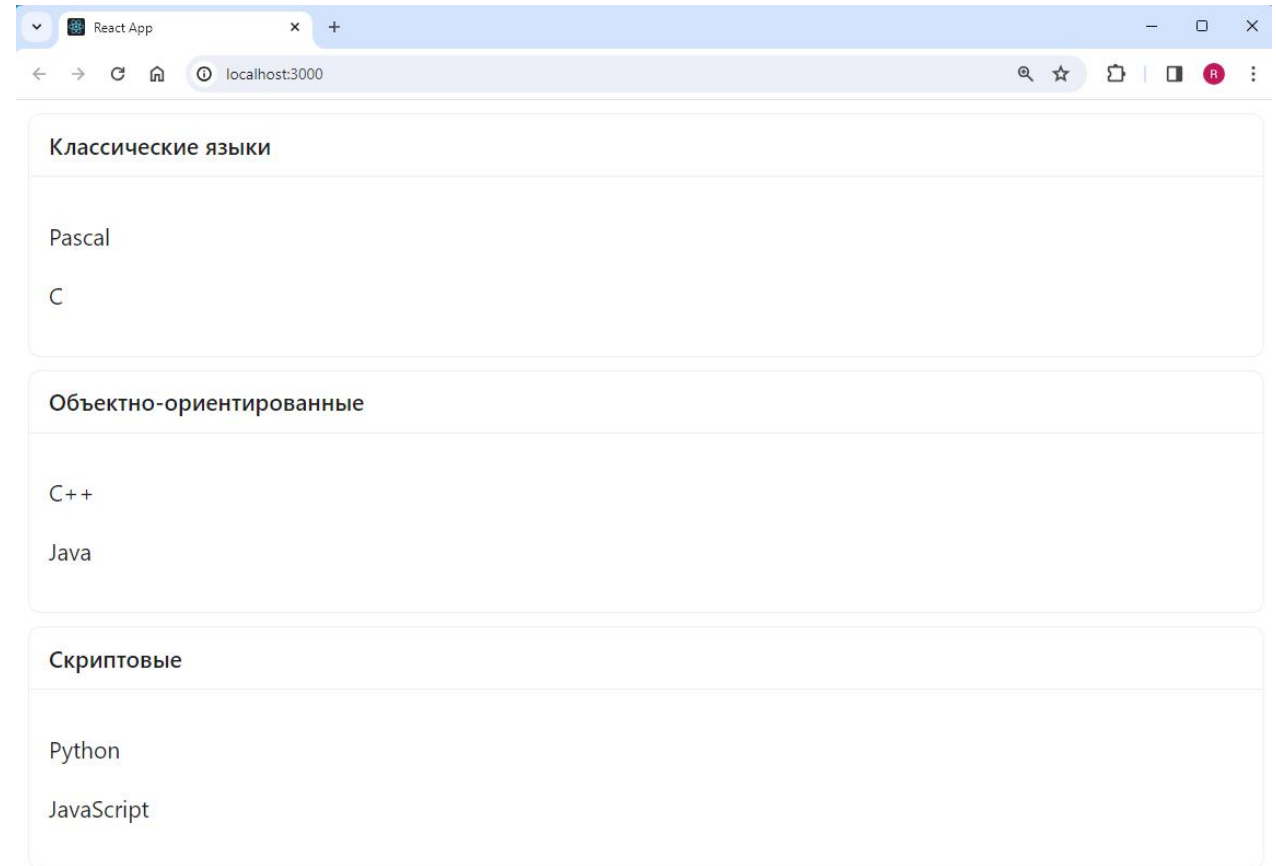 React App
localhost:3000
R
Классические языки
Pascal
C
Объектно-ориентированные
C++
Java
Скриптовые
Python
JavaScript